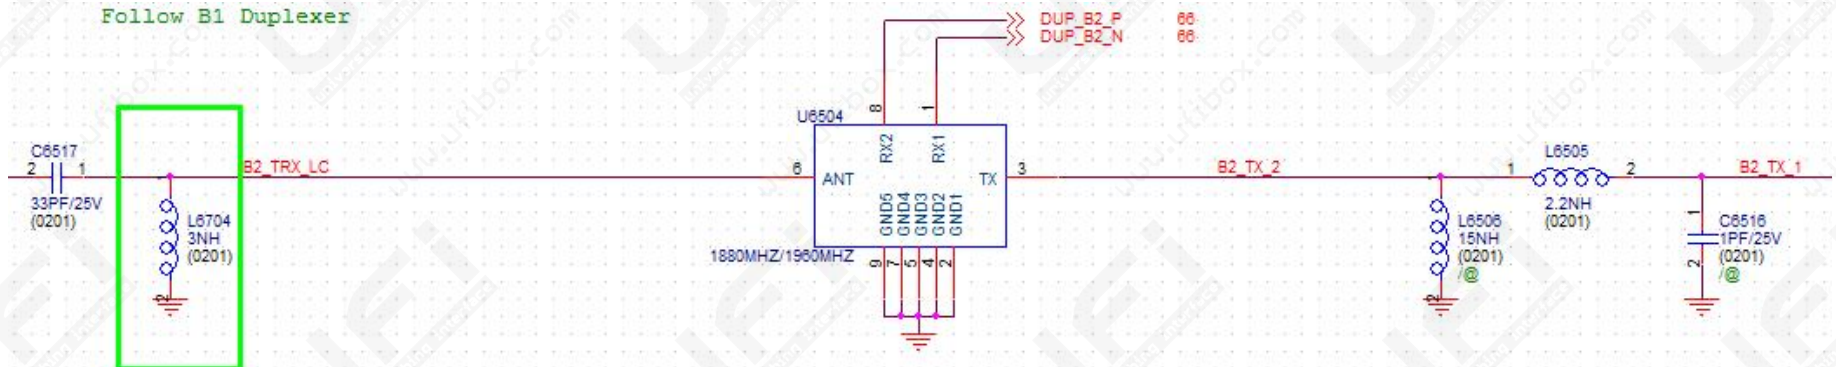 Follow B1 Duplexer
DUP_B2_P 66
DUP_B2_N 66
8
1
U6504
C6517
2 1
33PF/25V
(0201)
B2_TRX_LC
L6704
3NH
(0201)
2
6
ANT
RX2
RX1
TX
3
GND5
GND4
GND3
GND2
GND1
1880MHZ/1960MHZ
9
7
5
4
2
B2_TX_2
L6506
15NH
(0201)
/@
2
L6505
1 2
2.2NH
(0201)
B2_TX_1
1
C6516
1PF/25V
(0201)
/@
2